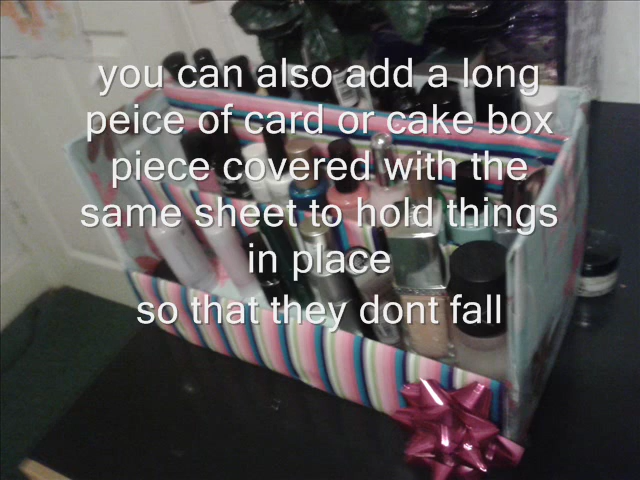 you can also add a long
peice of card or cake box
piece covered with the
same sheet to hold things
in place
so that they dont fall